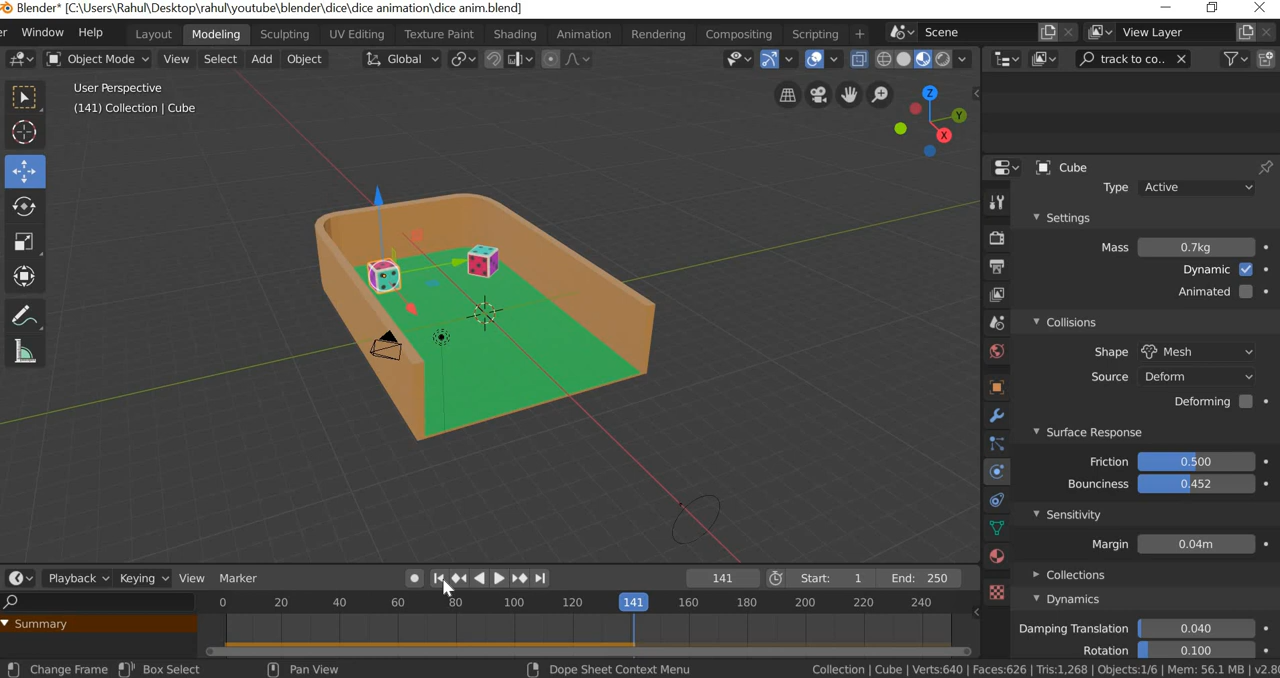 Blender* [C:\Users\Rahul\Desktop\rahul\youtube\blender\dice\dice animation\dice anim.blend]
er Window Help Layout Modeling Sculpting UV Editing Texture Paint Shading Animation Rendering Compositing Scripting + Scene View Layer
Object Mode View Select Add Object Global track to co..
User Perspective
(141) Collection | Cube
Z
Y
X
Cube
Type Active
Settings
Mass 0.7kg
Dynamic
Animated
Collisions
Shape Mesh
Source Deform
Deforming
Surface Response
Friction 0.500
Bounciness 0.452
Sensitivity
Margin 0.04m
Collections
Dynamics
Damping Translation 0.040
Rotation 0.100
Playback Keying View Marker 141 Start: 1 End: 250
0 20 40 60 80 100 120 141 160 180 200 220 240
Summary
Change Frame Box Select Pan View Dope Sheet Context Menu Collection | Cube | Verts:640 | Faces:626 | Tris:1,268 | Objects:1/6 | Mem: 56.1 MB | v2.80